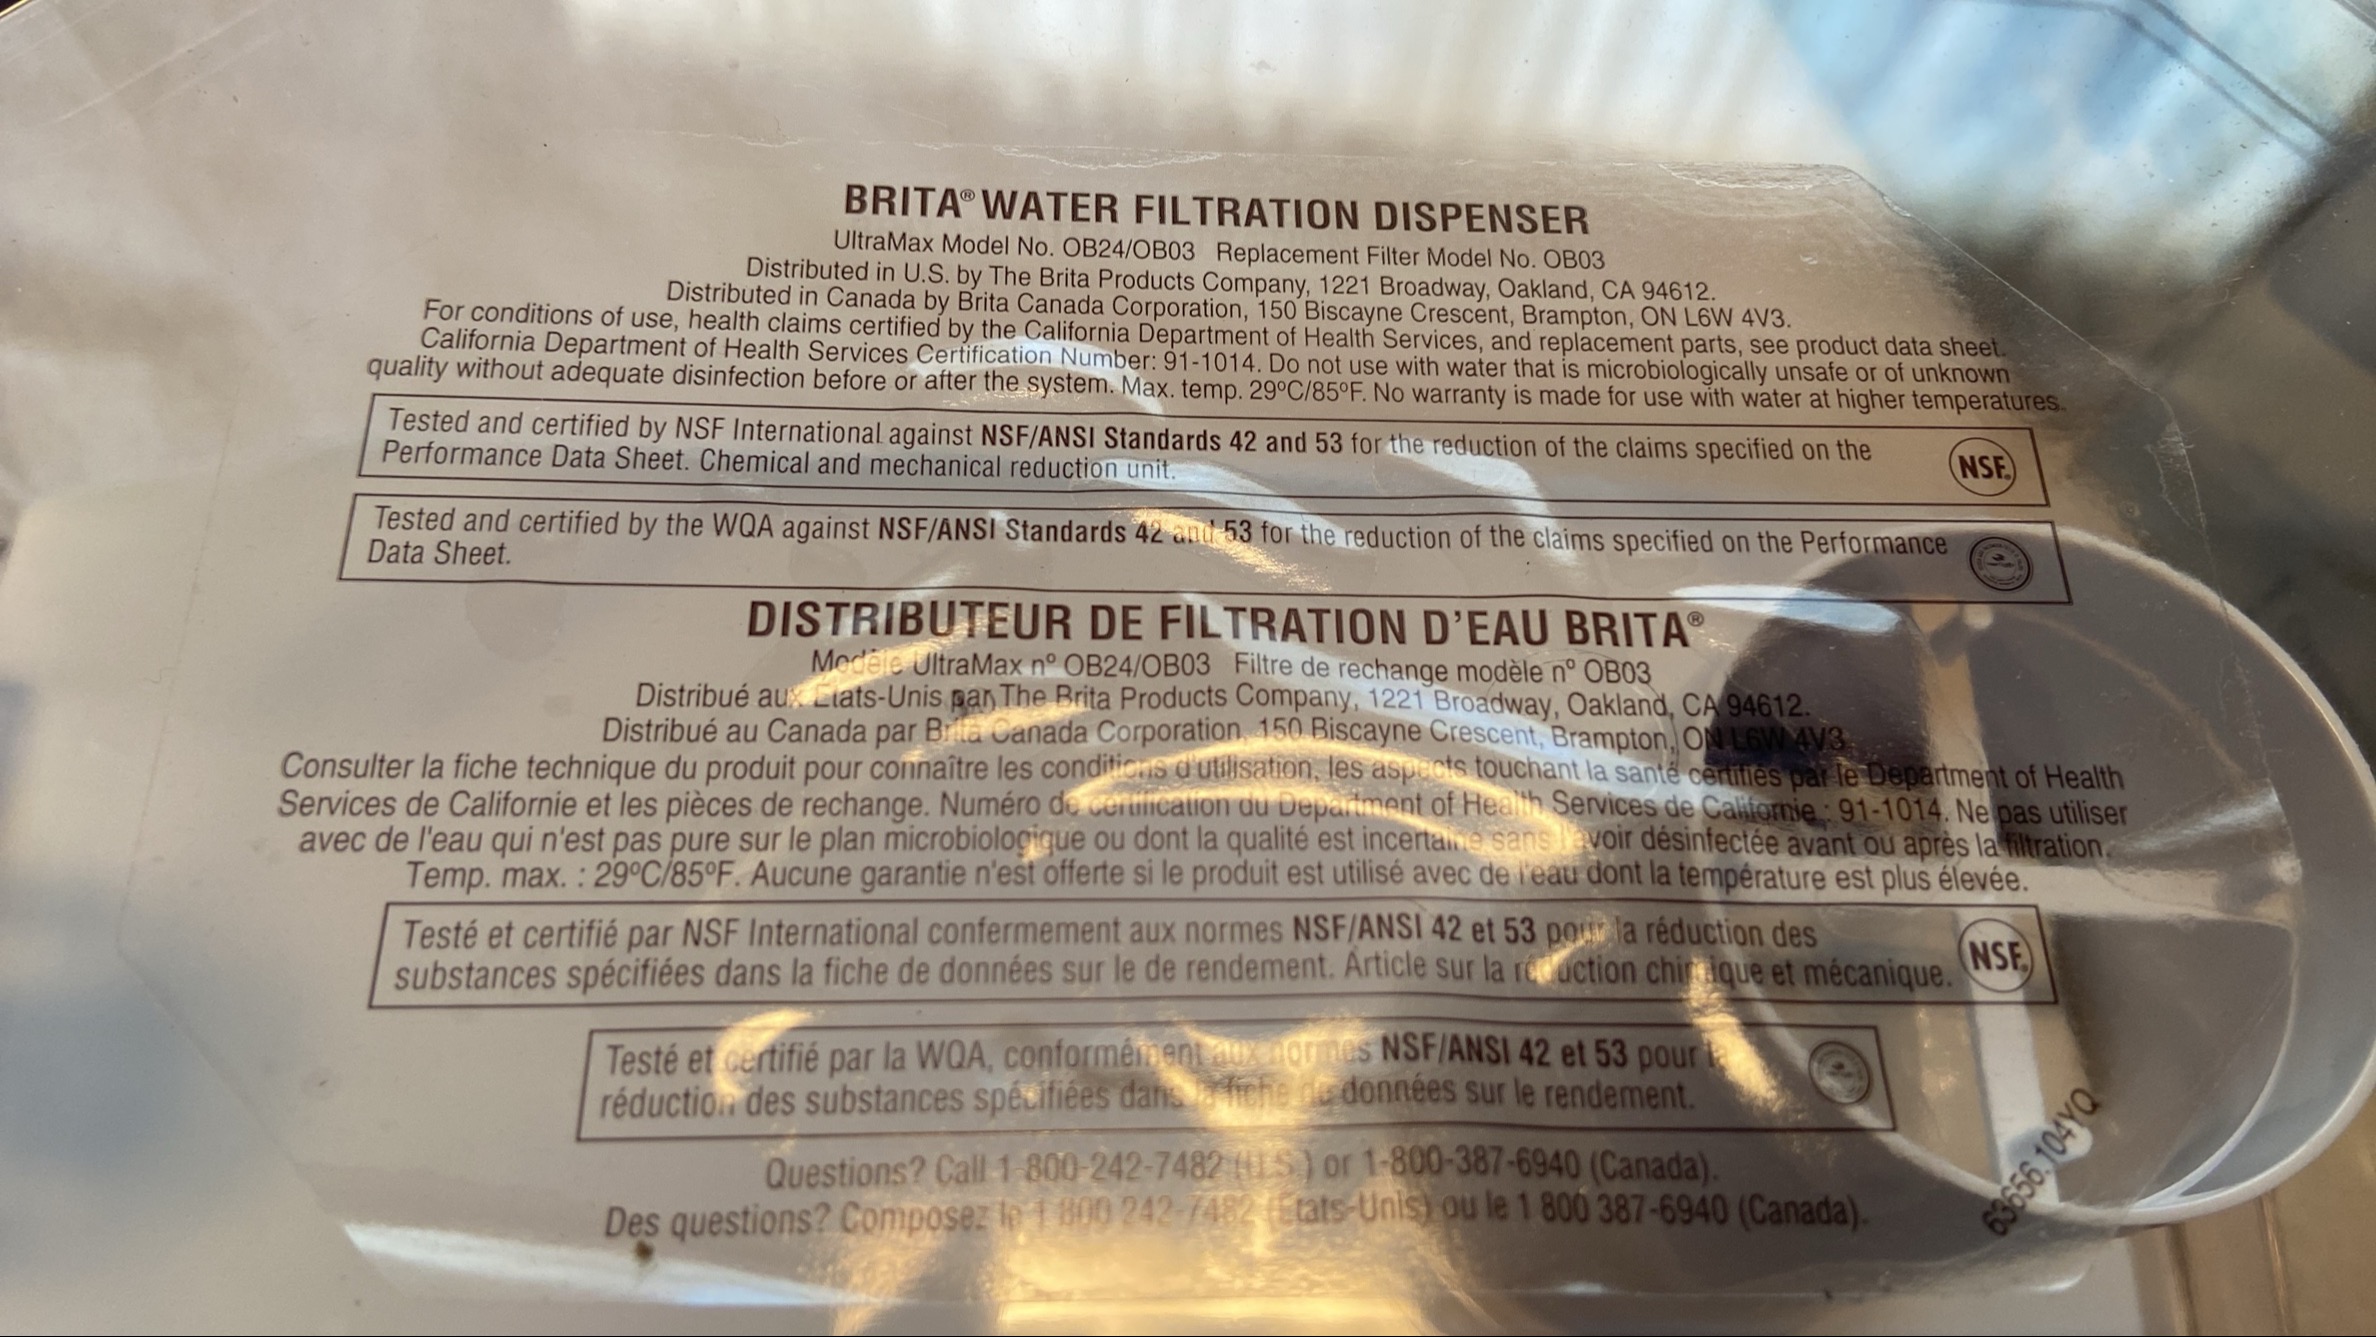 BRITA® WATER FILTRATION DISPENSER
UltraMax Model No. OB24/OB03 Replacement Filter Model No. OB03
Distributed in U.S. by The Brita Products Company, 1221 Broadway, Oakland, CA 94612.
Distributed in Canada by Brita Canada Corporation, 150 Biscayne Crescent, Brampton, ON L6W 4V3.
For conditions of use, health claims certified by the California Department of Health Services, and replacement parts, see product data sheet.
California Department of Health Services Certification Number: 91-1014. Do not use with water that is microbiologically unsafe or of unknown
quality without adequate disinfection before or after the system. Max. temp. 29ºC/85ºF. No warranty is made for use with water at higher temperatures.
Tested and certified by NSF International against NSF/ANSI Standards 42 and 53 for the reduction of the claims specified on the
Performance Data Sheet. Chemical and mechanical reduction unit.
NSF®
Tested and certified by the WQA against NSF/ANSI Standards 42 and 53 for the reduction of the claims specified on the Performance
Data Sheet.
DISTRIBUTEUR DE FILTRATION D'EAU BRITA®
Modèle UltraMax nº OB24/OB03 Filtre de rechange modèle nº OB03
Distribué aux États-Unis par The Brita Products Company, 1221 Broadway, Oakland, CA 94612.
Distribué au Canada par Brita Canada Corporation, 150 Biscayne Crescent, Brampton, ON L6W 4V3.
Consulter la fiche technique du produit pour connaître les conditions d'utilisation, les aspects touchant la santé certifiés par le Department of Health
Services de Californie et les pièces de rechange. Numéro de certification du Department of Health Services de Californie : 91-1014. Ne pas utiliser
avec de l'eau qui n'est pas pure sur le plan microbiologique ou dont la qualité est incertaine sans l'avoir désinfectée avant ou après la filtration.
Temp. max. : 29ºC/85ºF. Aucune garantie n'est offerte si le produit est utilisé avec de l'eau dont la température est plus élevée.
Testé et certifié par NSF International confermement aux normes NSF/ANSI 42 et 53 pour la réduction des
substances spécifiées dans la fiche de données sur le de rendement. Article sur la réduction chimique et mécanique.
NSF®
Testé et certifié par la WQA, conformément aux normes NSF/ANSI 42 et 53 pour la
réduction des substances spécifiées dans la fiche de données sur le rendement.
Questions? Call 1-800-242-7482 (U.S.) or 1-800-387-6940 (Canada).
Des questions? Composez le 1 800 242-7482 (États-Unis) ou le 1 800 387-6940 (Canada).
63656.104YQ